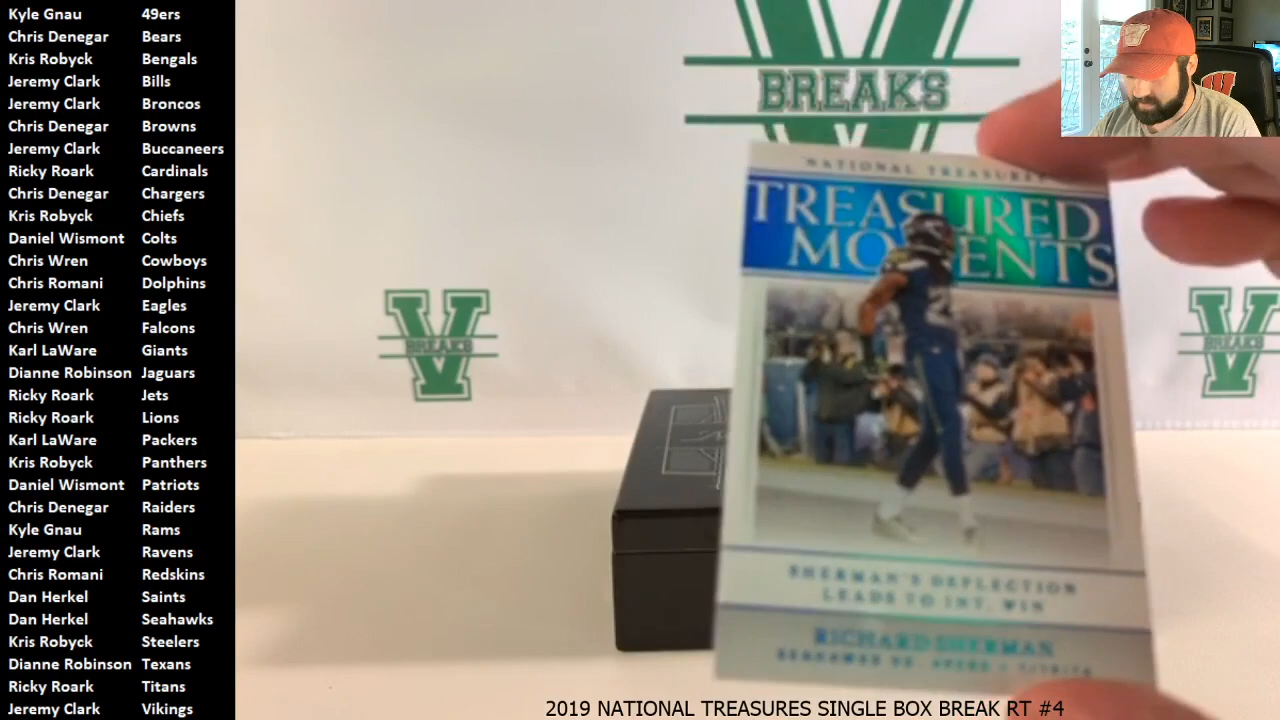 Kyle Gnau 49ers
Chris Denegar Bears
Kris Robyck Bengals
Jeremy Clark Bills
Jeremy Clark Broncos
Chris Denegar Browns
Jeremy Clark Buccaneers
Ricky Roark Cardinals
Chris Denegar Chargers
Kris Robyck Chiefs
Daniel Wismont Colts
Chris Wren Cowboys
Chris Romani Dolphins
Jeremy Clark Eagles
Chris Wren Falcons
Karl LaWare Giants
Dianne Robinson Jaguars
Ricky Roark Jets
Ricky Roark Lions
Karl LaWare Packers
Kris Robyck Panthers
Daniel Wismont Patriots
Chris Denegar Raiders
Kyle Gnau Rams
Jeremy Clark Ravens
Chris Romani Redskins
Dan Herkel Saints
Dan Herkel Seahawks
Kris Robyck Steelers
Dianne Robinson Texans
Ricky Roark Titans
Jeremy Clark Vikings
BREAKS
V BREAKS
V BREAKS
NATIONAL TREASURES
TREASURED
MOMENTS
SHERMAN'S DEFLECTION
LEADS TO INT, WIN
RICHARD SHERMAN
SEAHAWKS VS. 49ERS
2019 NATIONAL TREASURES SINGLE BOX BREAK RT #4